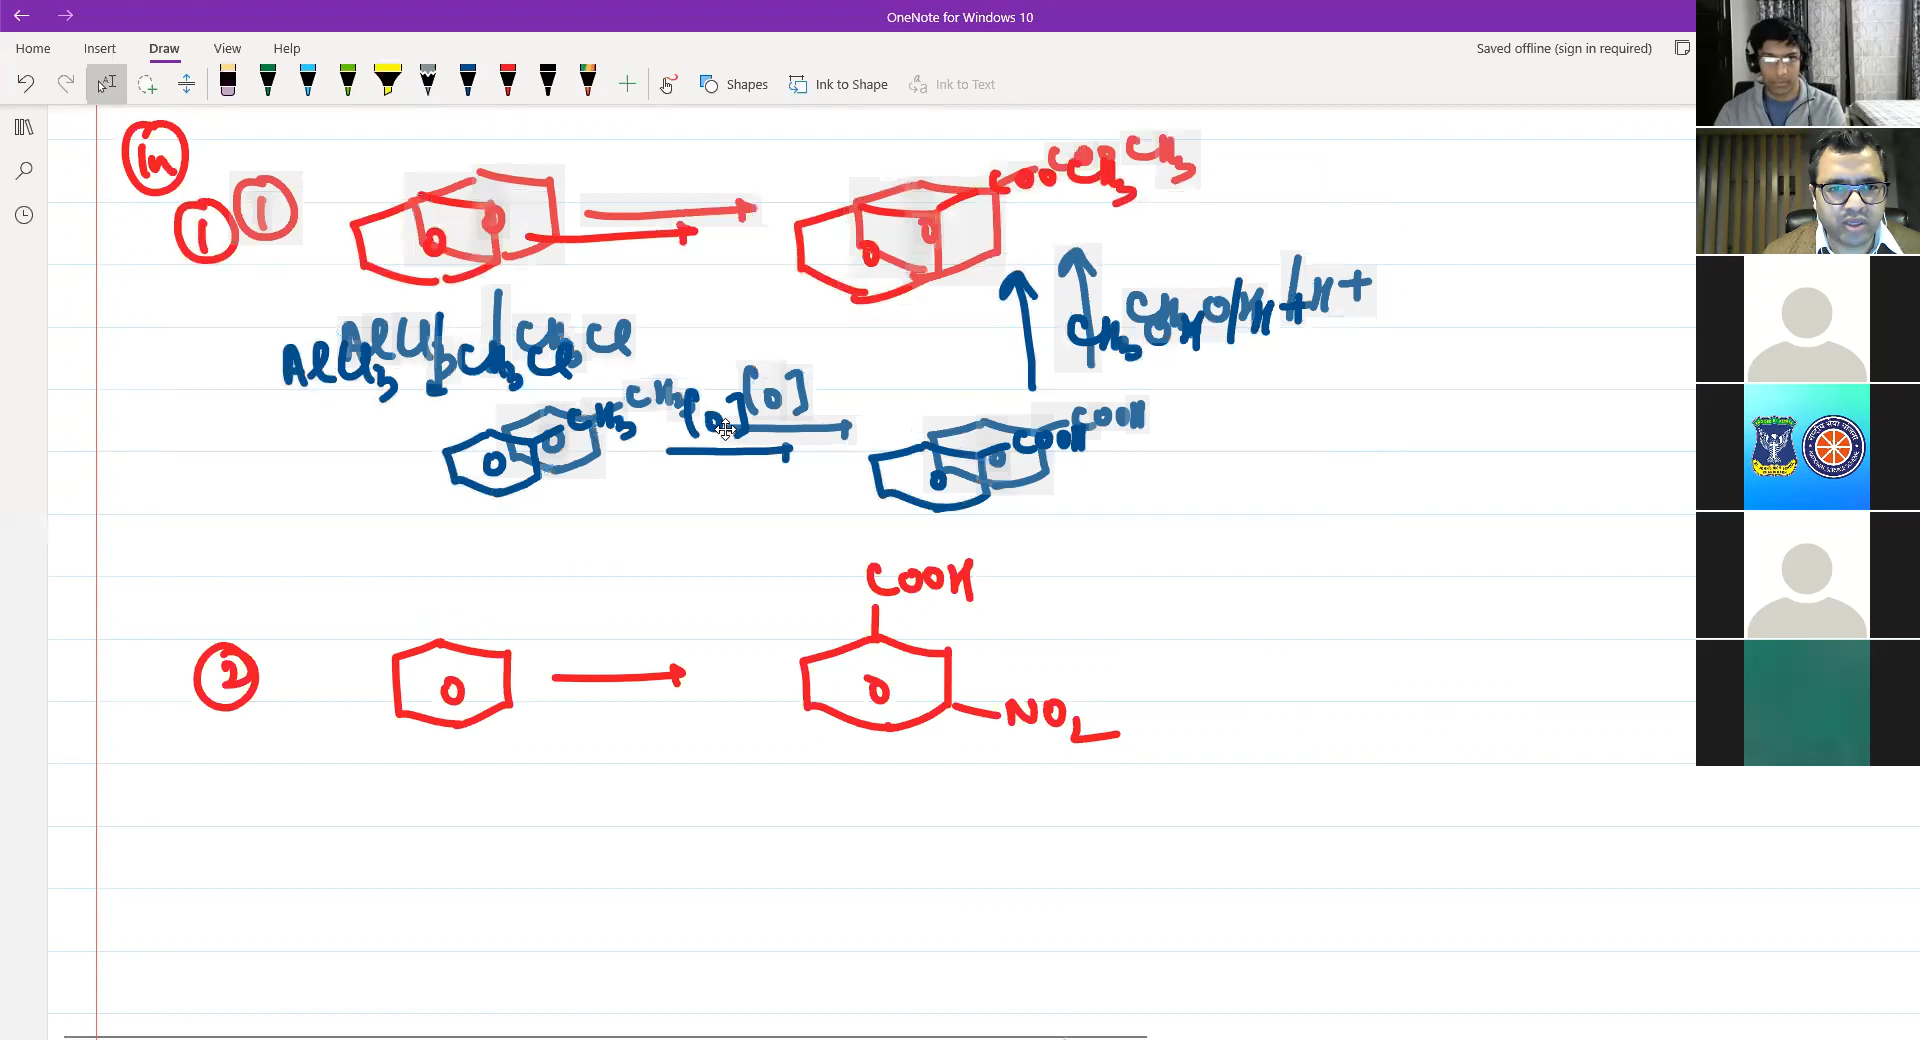 OneNote for Windows 10
Home Insert Draw View Help
Saved offline (sign in required)
Shapes Ink to Shape Ink to Text
In
1 1
COOCH3
AlCl3 CH3Cl
CH3OH/H+
CH3 [O]
COOH
COOH
2
NO2